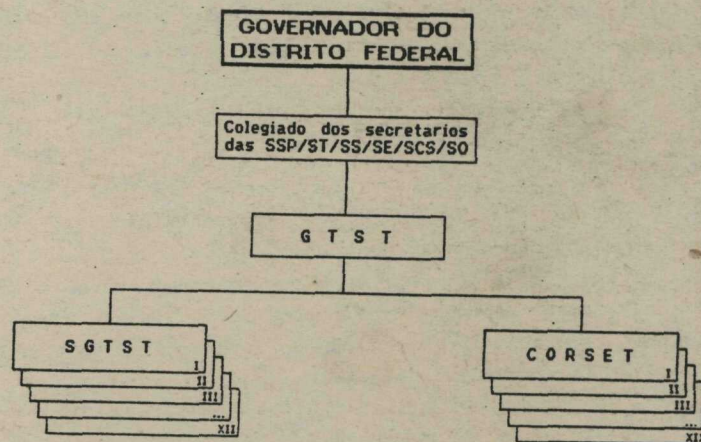 GOVERNADOR DO
DISTRITO FEDERAL
Colegiado dos secretarios
das SSP/ST/SS/SE/SCS/SO
G T S T
S G T S T
I
II
III
...
XII
C O R S E T
I
II
III
...
XII